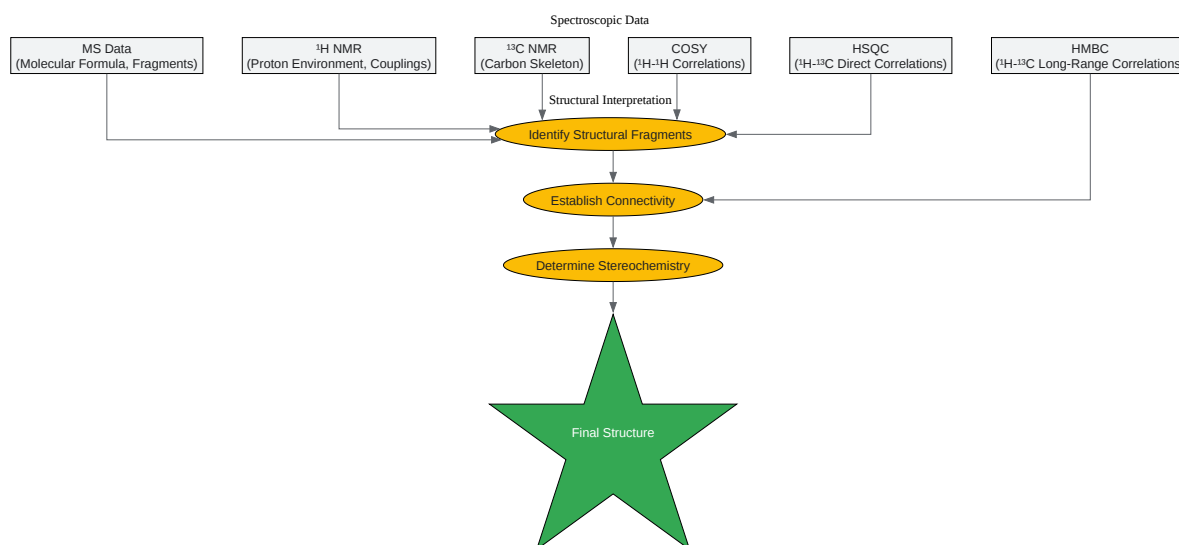 Spectroscopic Data
MS Data
(Molecular Formula, Fragments)
¹H NMR
(Proton Environment, Couplings)
¹³C NMR
(Carbon Skeleton)
COSY
(¹H-¹H Correlations)
HSQC
(¹H-¹³C Direct Correlations)
HMBC
(¹H-¹³C Long-Range Correlations
Structural Interpretation
Identify Structural Fragments
Establish Connectivity
Determine Stereochemistry
Final Structure